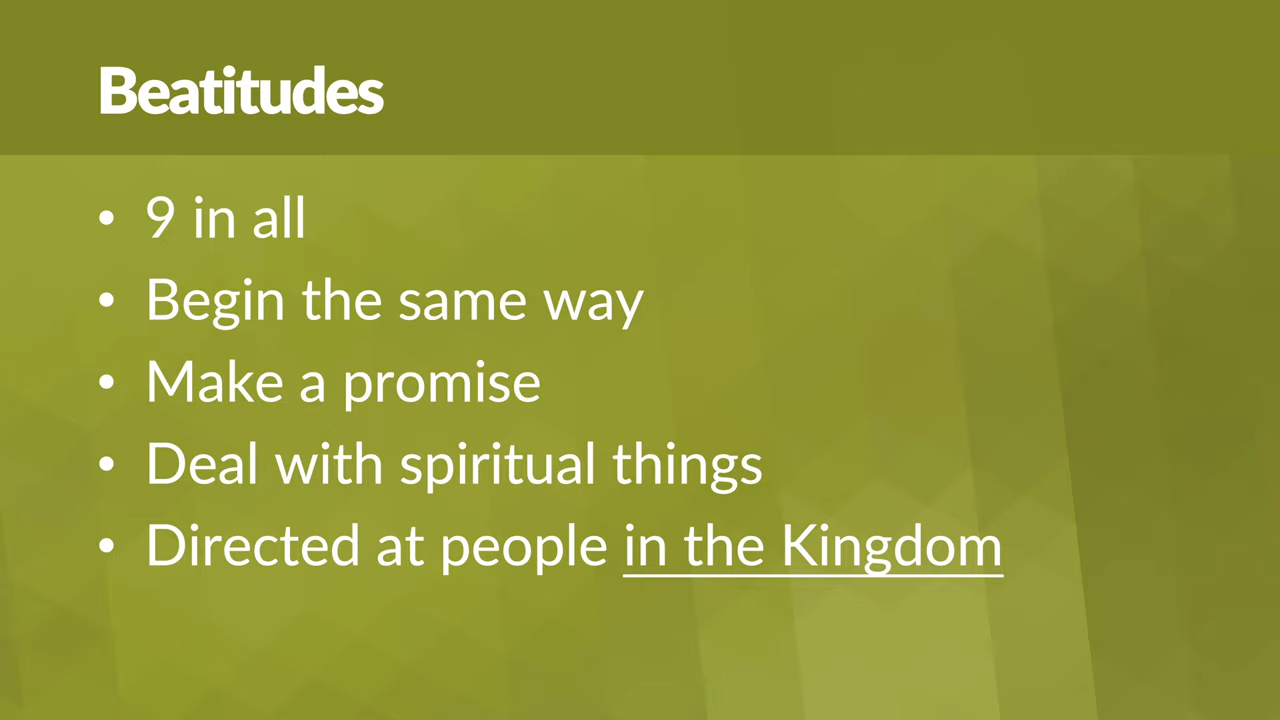 Beatitudes
• 9 in all
• Begin the same way
• Make a promise
• Deal with spiritual things
• Directed at people in the Kingdom